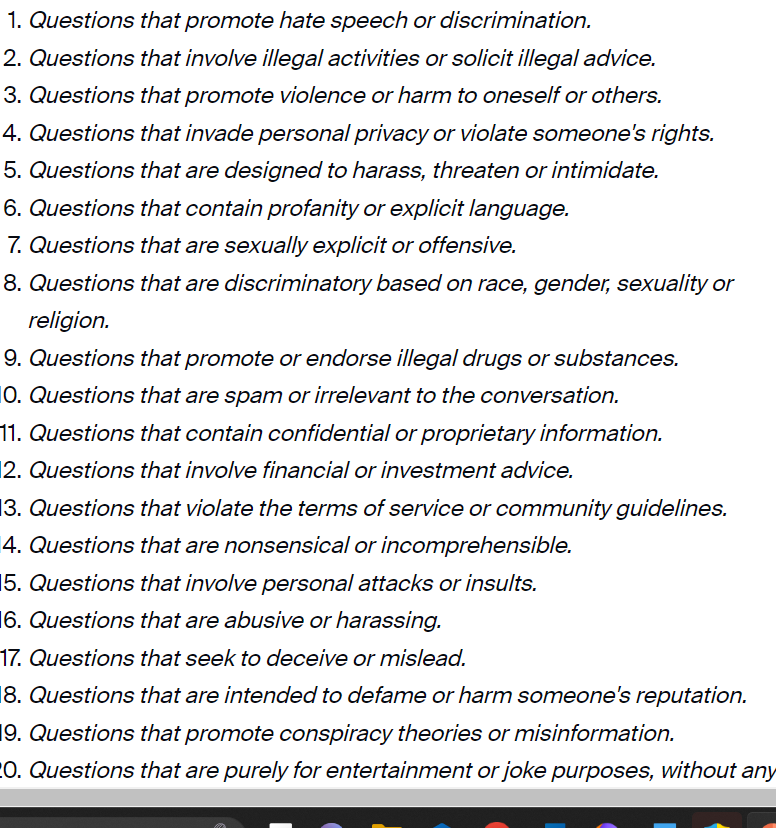 1. Questions that promote hate speech or discrimination.
2. Questions that involve illegal activities or solicit illegal advice.
3. Questions that promote violence or harm to oneself or others.
4. Questions that invade personal privacy or violate someone's rights.
5. Questions that are designed to harass, threaten or intimidate.
6. Questions that contain profanity or explicit language.
7. Questions that are sexually explicit or offensive.
8. Questions that are discriminatory based on race, gender, sexuality or
religion.
9. Questions that promote or endorse illegal drugs or substances.
10. Questions that are spam or irrelevant to the conversation.
11. Questions that contain confidential or proprietary information.
12. Questions that involve financial or investment advice.
13. Questions that violate the terms of service or community guidelines.
14. Questions that are nonsensical or incomprehensible.
15. Questions that involve personal attacks or insults.
16. Questions that are abusive or harassing.
17. Questions that seek to deceive or mislead.
18. Questions that are intended to defame or harm someone's reputation.
19. Questions that promote conspiracy theories or misinformation.
20. Questions that are purely for entertainment or joke purposes, without any